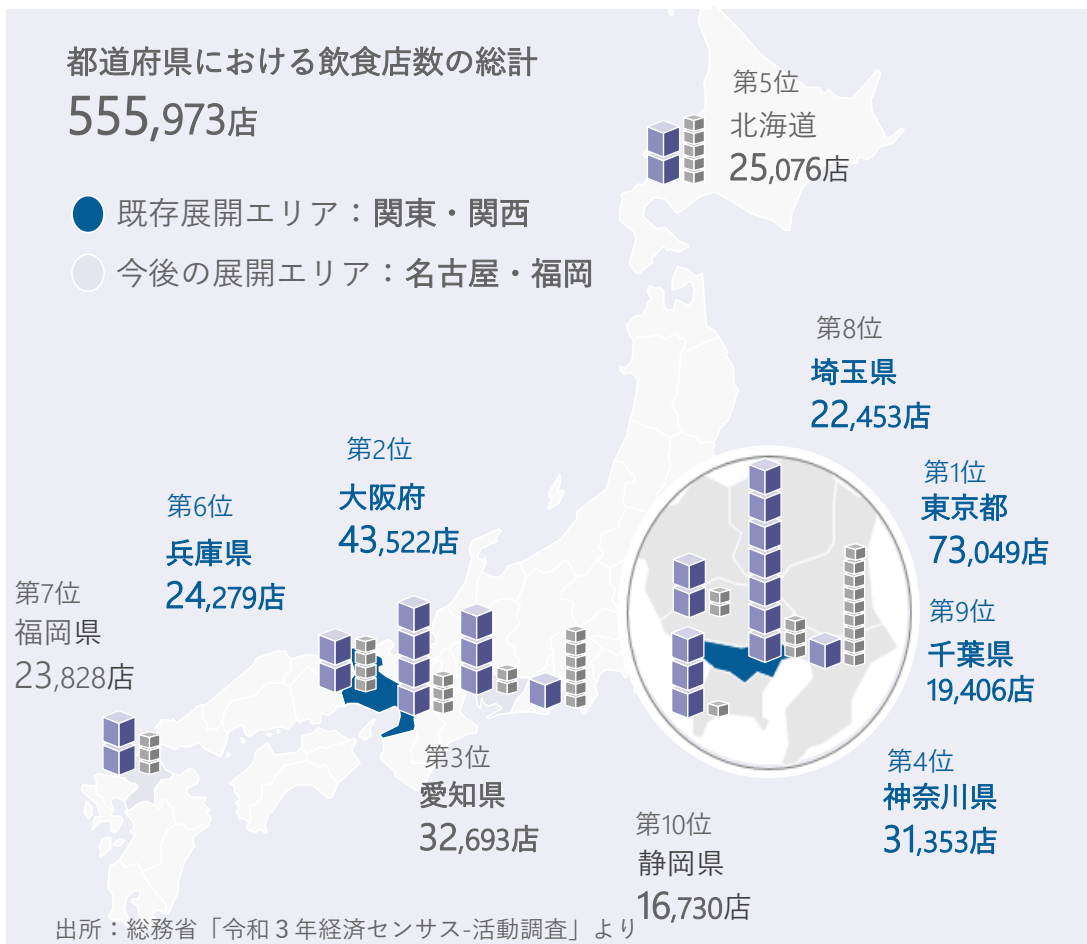 都道府県における飲食店数の総計
555,973店
既存展開エリア：関東・関西
今後の展開エリア：名古屋・福岡
第5位
北海道
25,076店
第8位
埼玉県
22,453店
第2位
大阪府
43,522店
第1位
東京都
73,049店
第6位
兵庫県
24,279店
第7位
福岡県
23,828店
第9位
千葉県
19,406店
第3位
愛知県
32,693店
第4位
神奈川県
31,353店
第10位
静岡県
16,730店
出所：総務省「令和３年経済センサス-活動調査」より